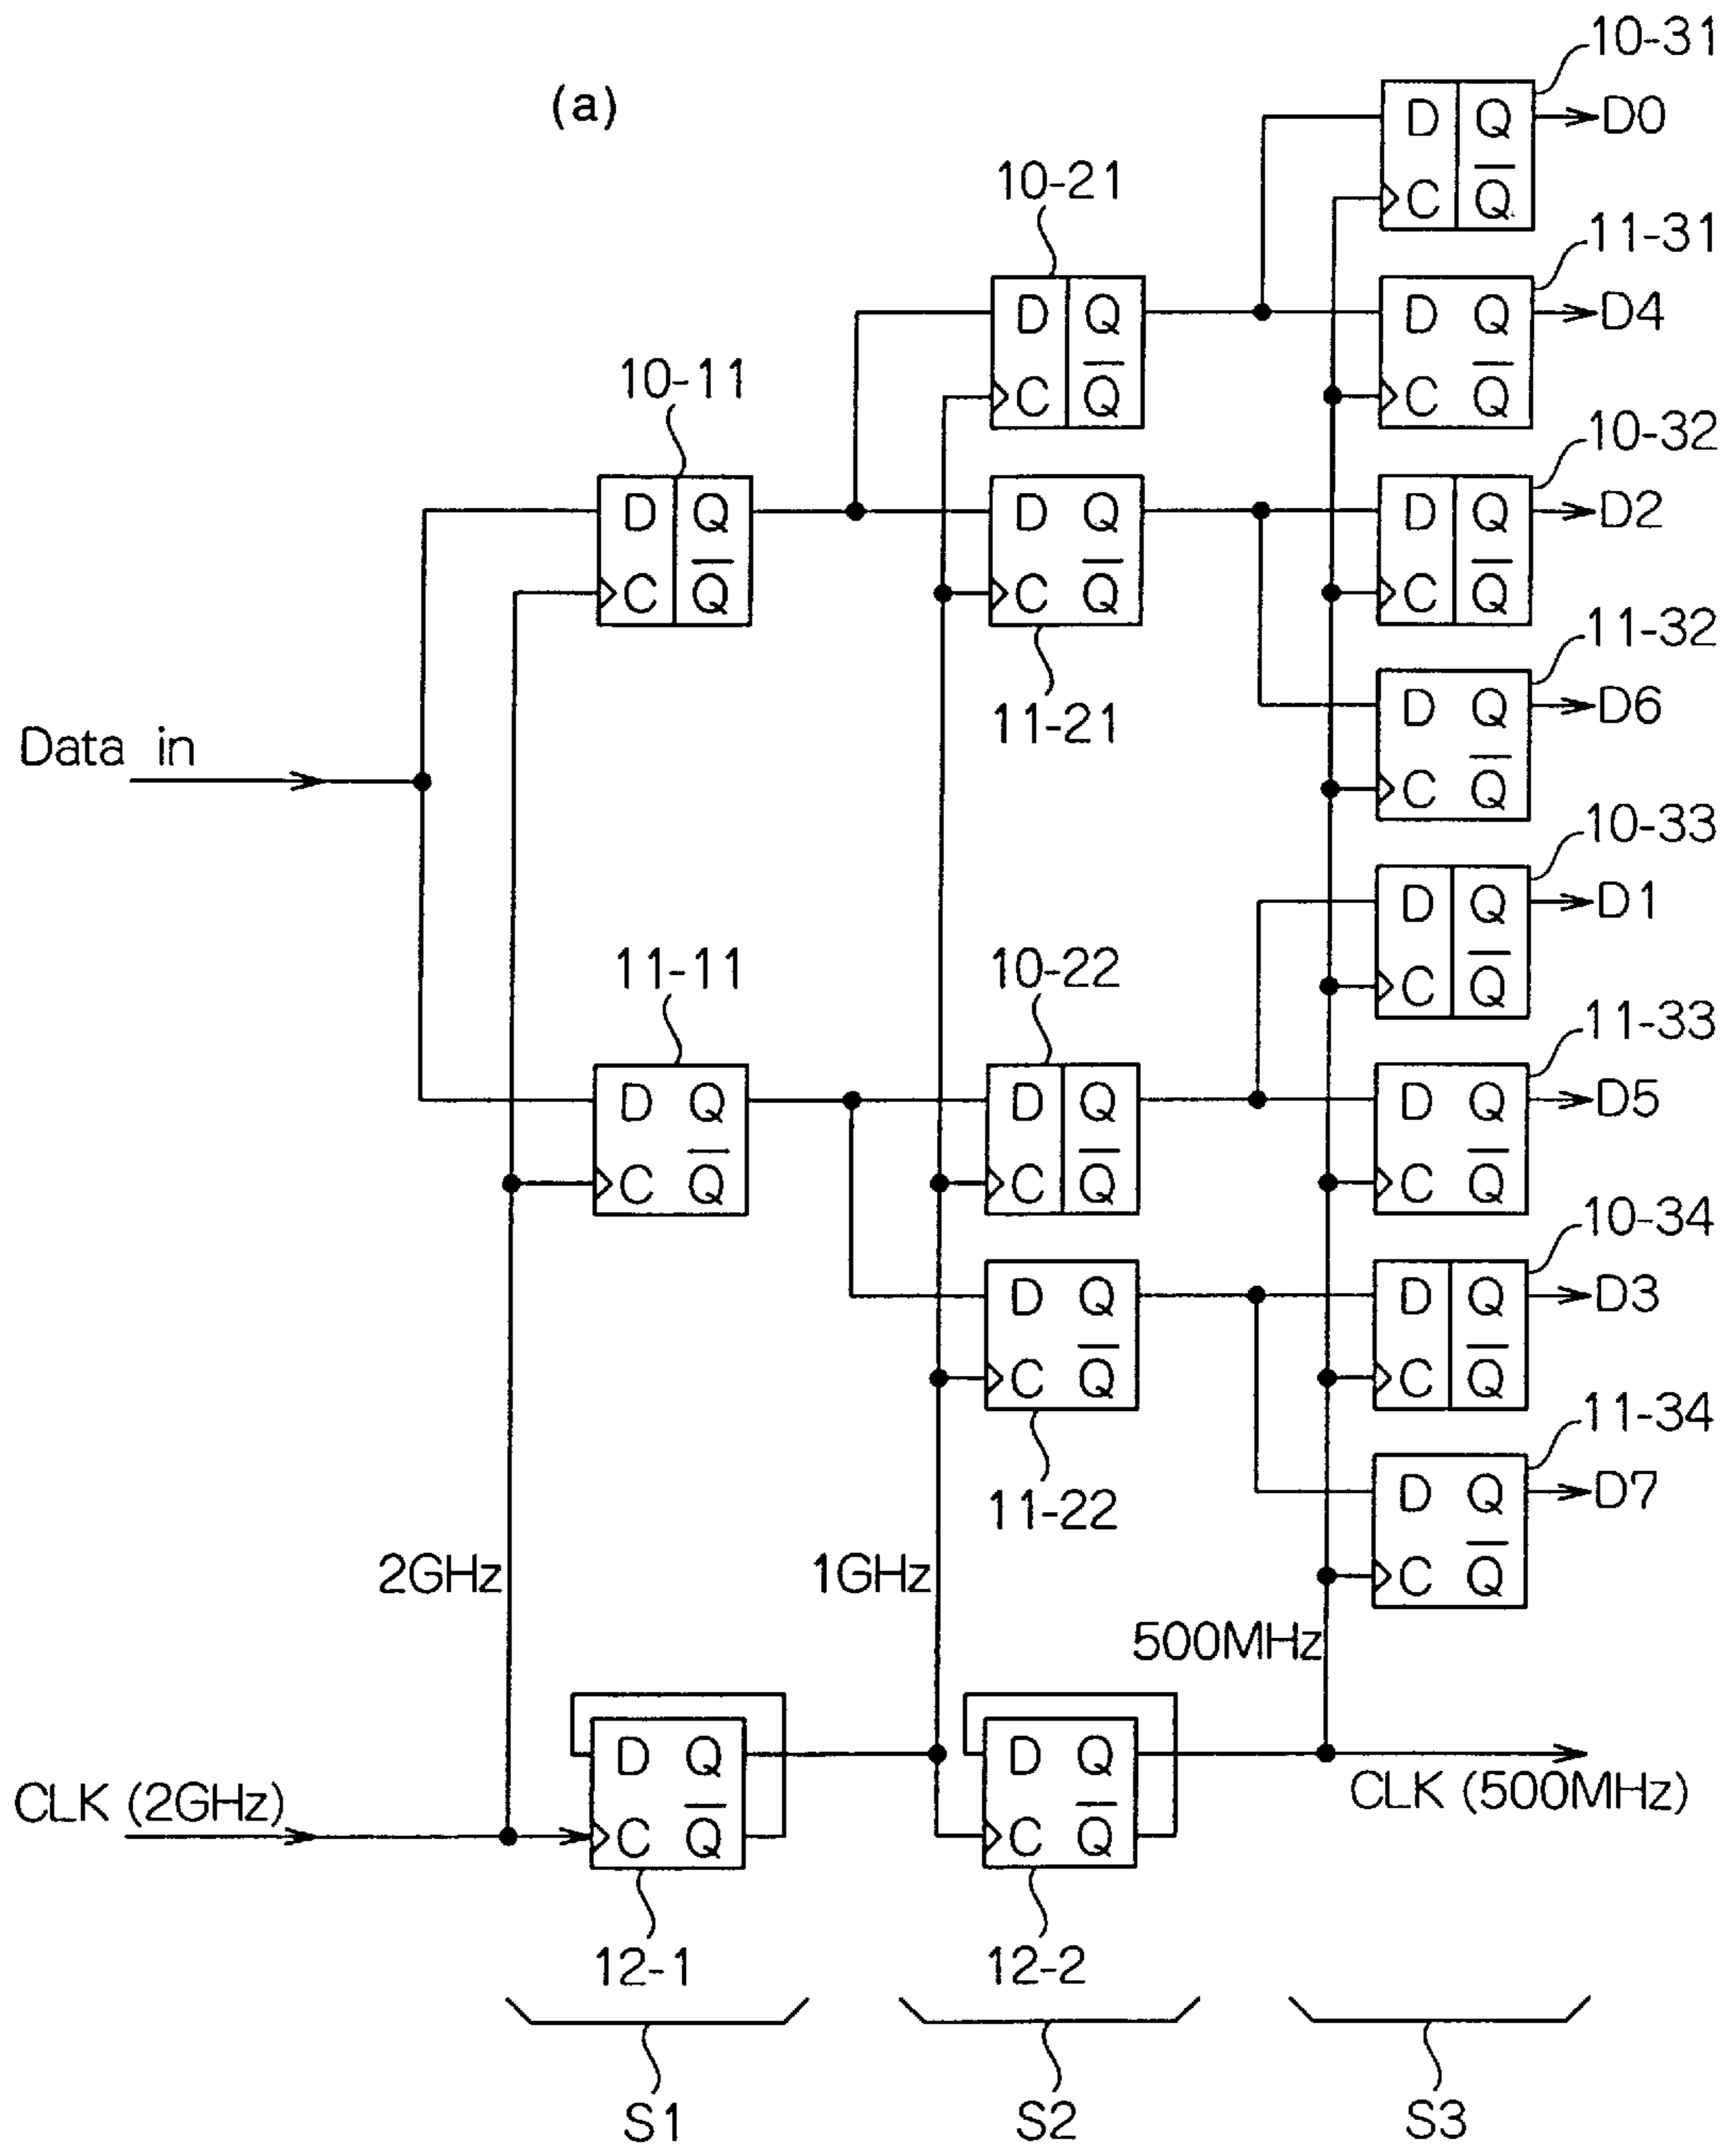 (a)
10-31
D Q D0
C Q̅
10-21
11-31
D Q
D Q D4
C Q̅
C Q̅
10-11
10-32
D Q
D Q
D Q D2
C Q̅
C Q̅
C Q̅
11-21
11-32
D Q D6
Data in
C Q̅
10-33
D Q D1
11-11
10-22
C Q̅
11-33
D Q
D Q
D Q D5
C Q̅
C Q̅
C Q̅
10-34
D Q
D Q D3
C Q̅
C Q̅
11-22
11-34
D Q D7
2GHz
1GHz
C Q̅
500MHz
D Q
D Q
CLK (2GHz)
CLK (500MHz)
C Q̅
C Q̅
12-1
12-2
S1
S2
S3